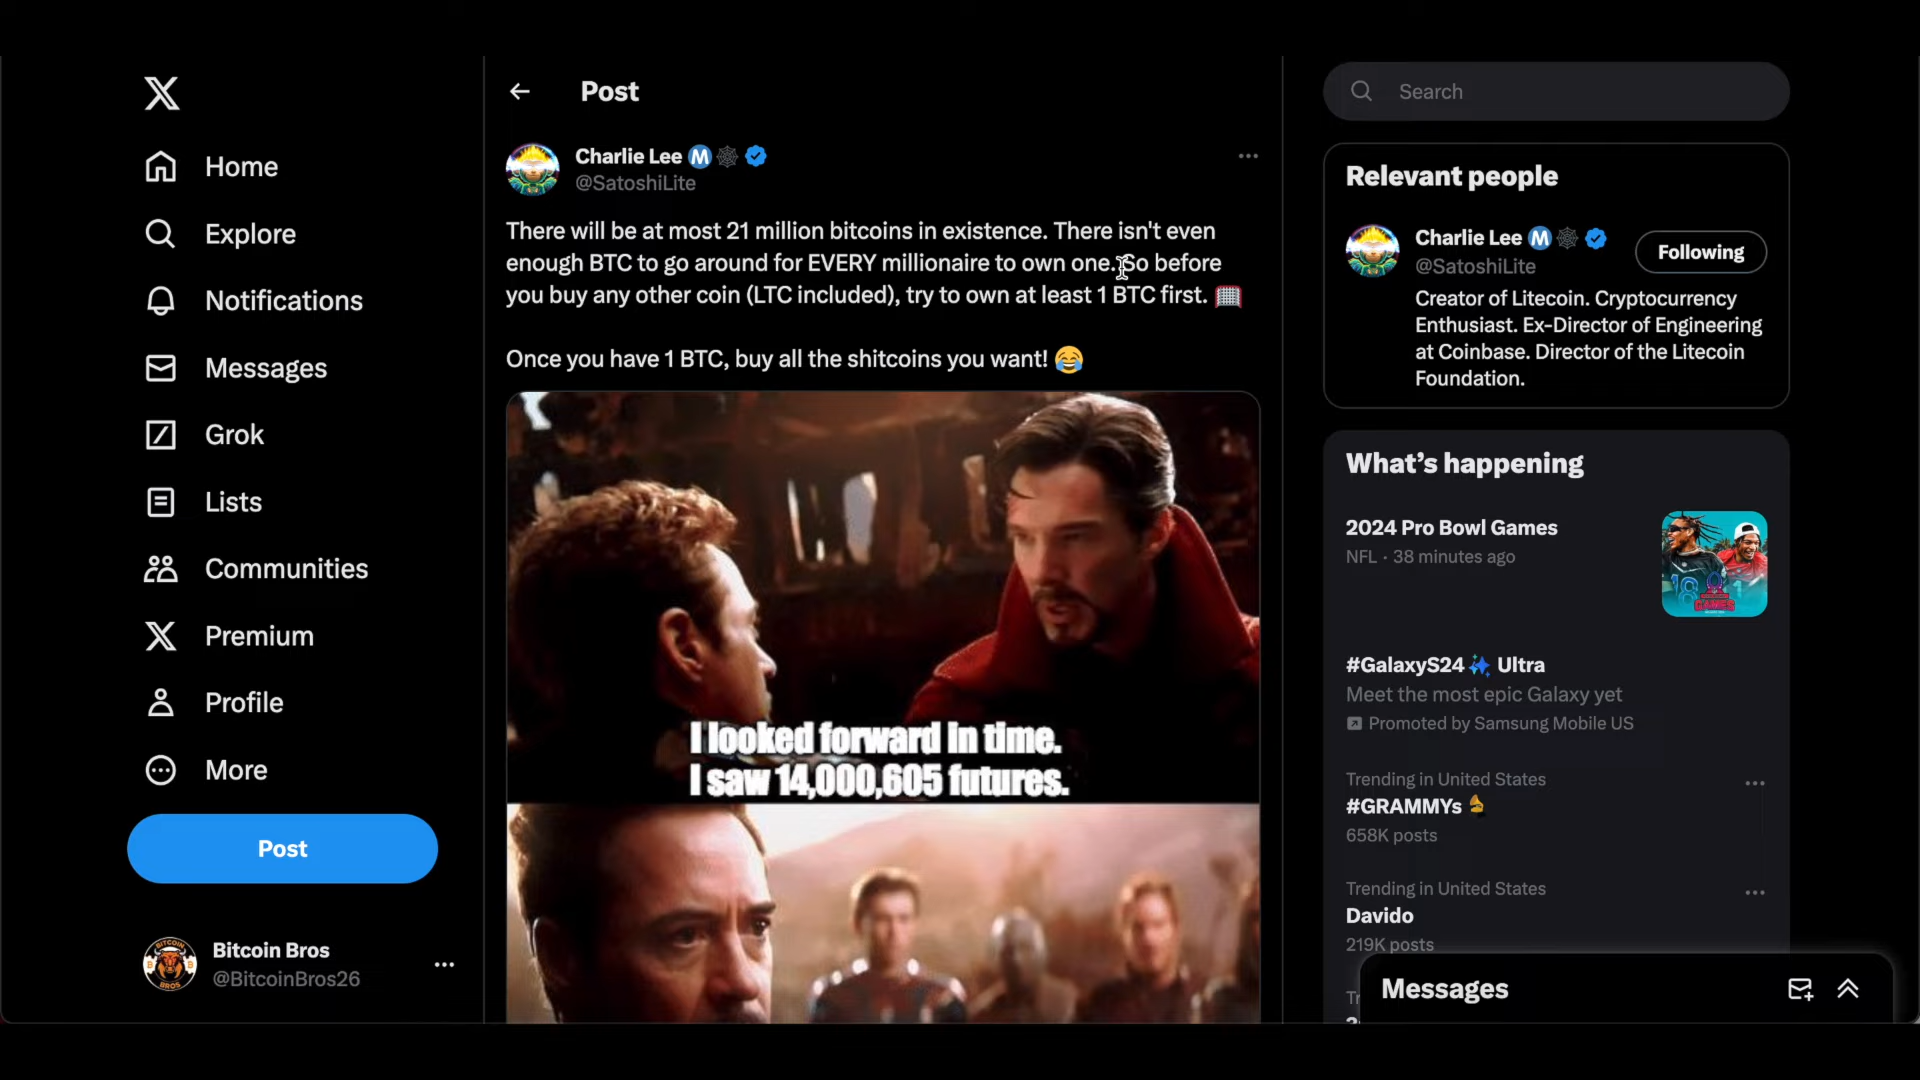 Home
Explore
Notifications
Messages
Grok
Lists
Communities
Premium
Profile
More
Post
Bitcoin Bros
@BitcoinBros26
Post
Charlie Lee
@SatoshiLite
There will be at most 21 million bitcoins in existence. There isn't even
enough BTC to go around for EVERY millionaire to own one. So before
you buy any other coin (LTC included), try to own at least 1 BTC first.
Once you have 1 BTC, buy all the shitcoins you want! 😂
I looked forward in time.
I saw 14,000,605 futures.
Search
Relevant people
Charlie Lee
@SatoshiLite
Following
Creator of Litecoin. Cryptocurrency
Enthusiast. Ex-Director of Engineering
at Coinbase. Director of the Litecoin
Foundation.
What's happening
2024 Pro Bowl Games
NFL · 38 minutes ago
#GalaxyS24 Ultra
Meet the most epic Galaxy yet
Promoted by Samsung Mobile US
Trending in United States
#GRAMMYs
658K posts
Trending in United States
Davido
219K posts
Messages